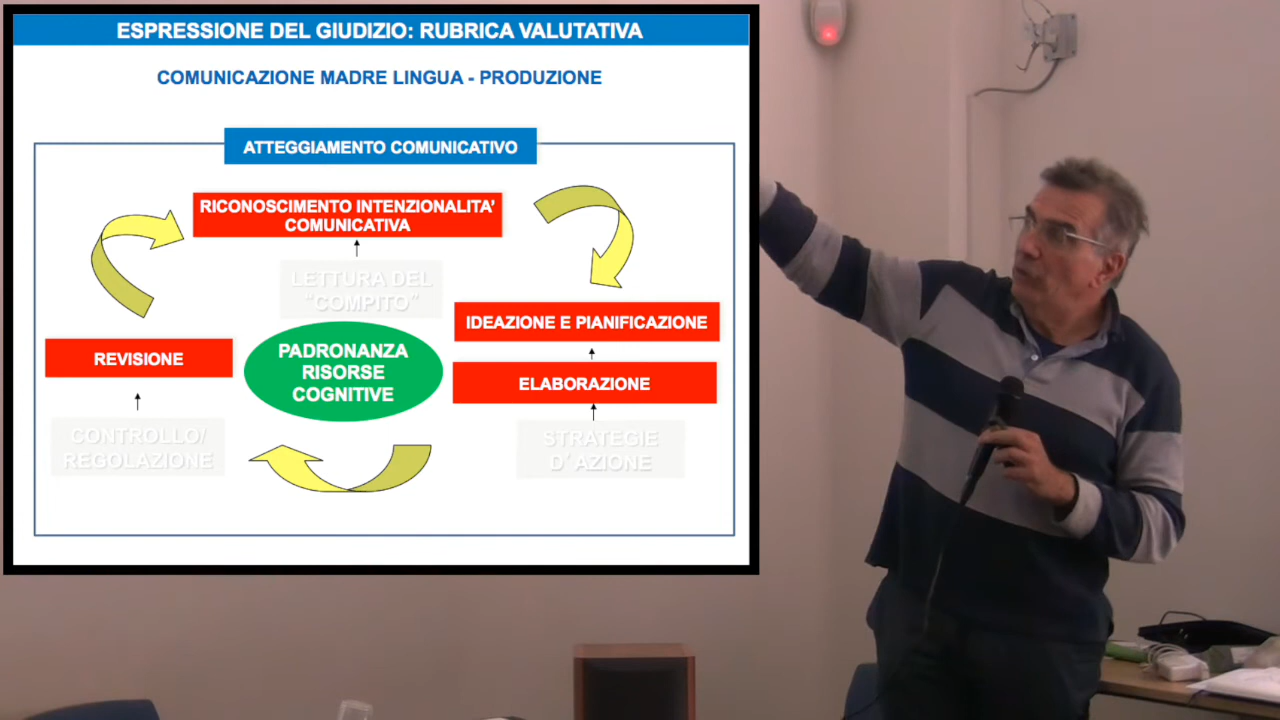 ESPRESSIONE DEL GIUDIZIO: RUBRICA VALUTATIVA
COMUNICAZIONE MADRE LINGUA - PRODUZIONE
ATTEGGIAMENTO COMUNICATIVO
RICONOSCIMENTO INTENZIONALITA'
COMUNICATIVA
LETTURA DEL
"COMPITO"
IDEAZIONE E PIANIFICAZIONE
ELABORAZIONE
STRATEGIE
D' AZIONE
PADRONANZA
RISORSE
COGNITIVE
REVISIONE
CONTROLLO/
REGOLAZIONE